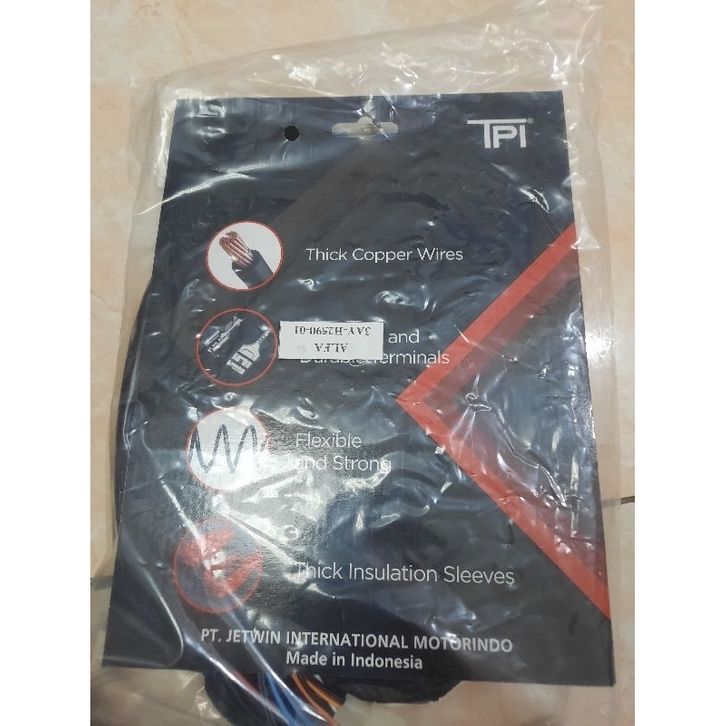 TPI®
Thick Copper Wires
ALFA
3AY-H2590-01
and
Terminals
Flexible
and Strong
Thick Insulation Sleeves
PT. JETWIN INTERNATIONAL MOTORINDO
Made in Indonesia